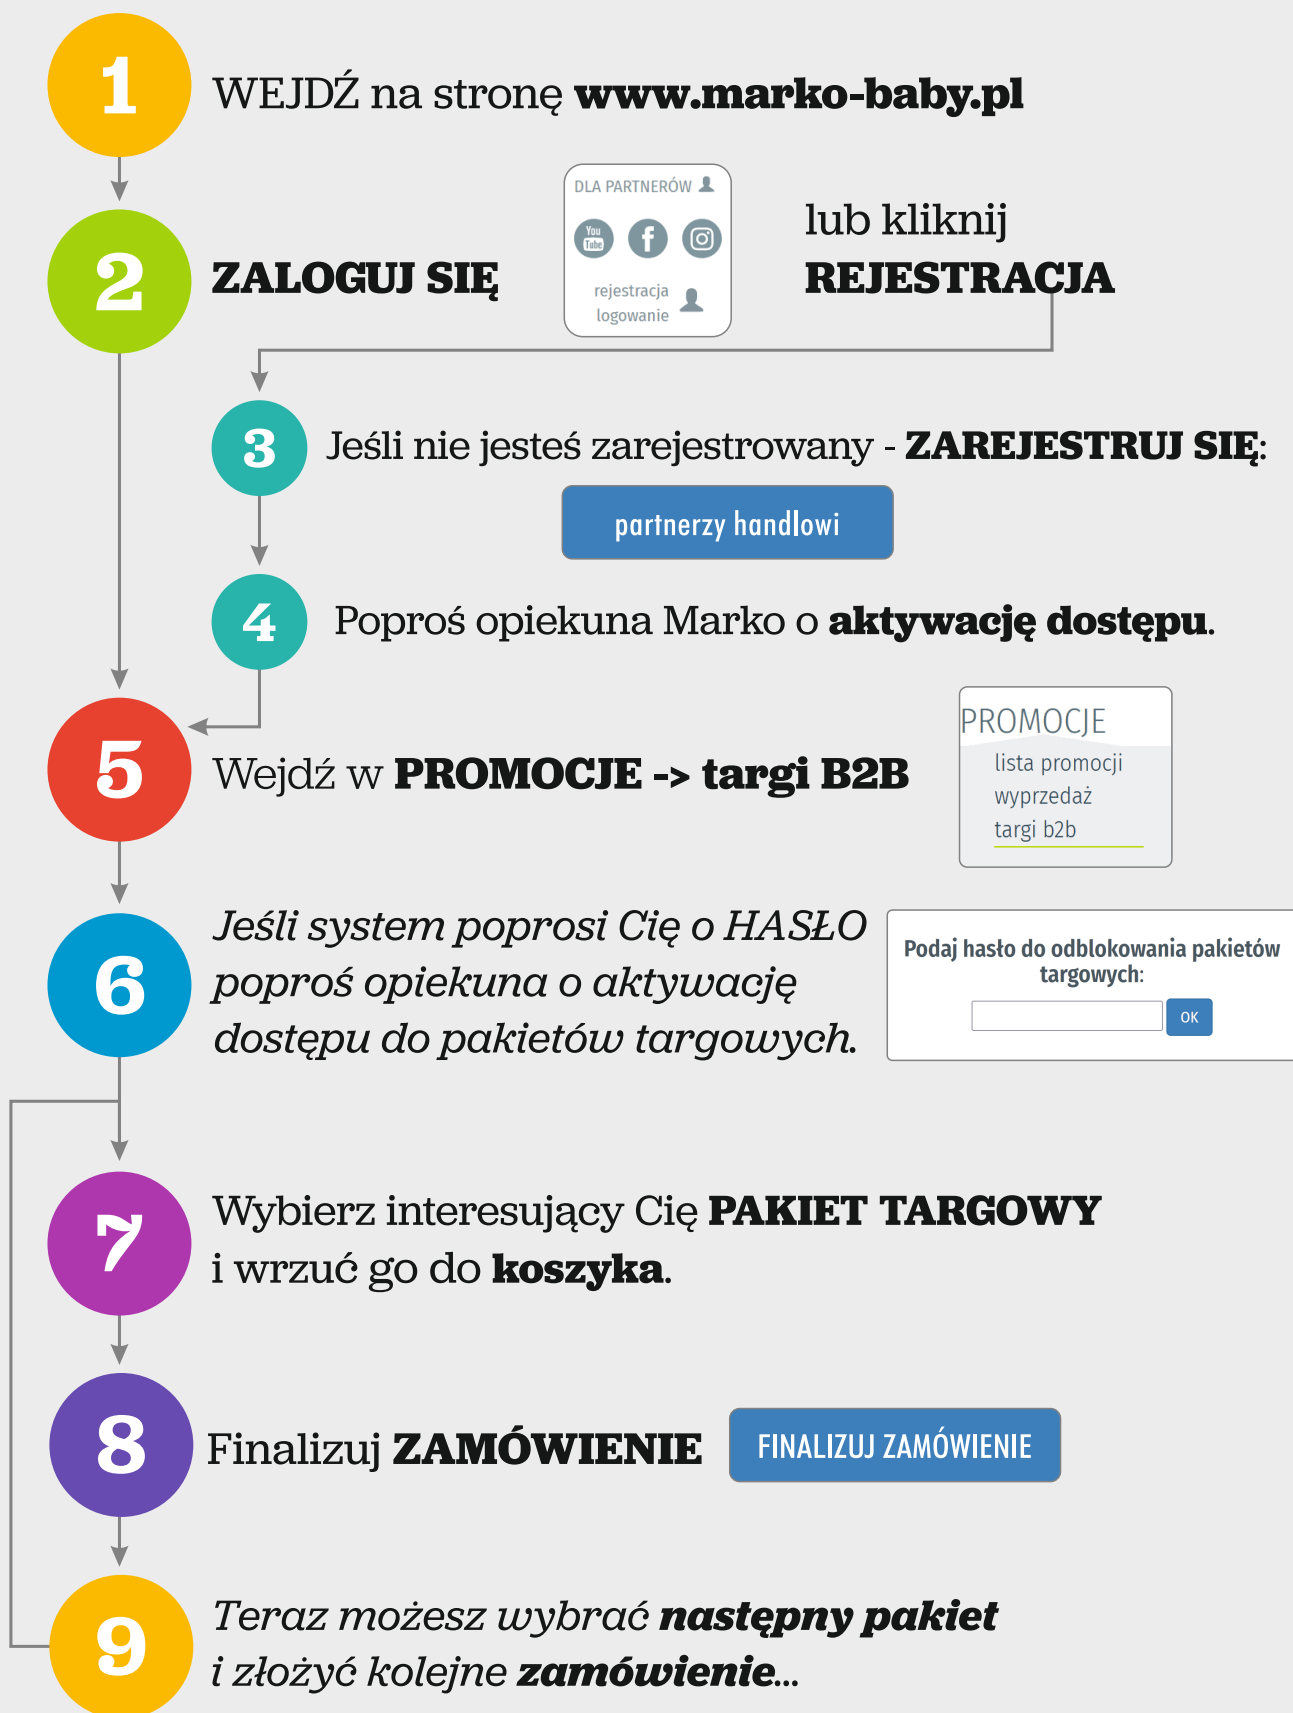 1
WEJDŹ na stronę www.marko-baby.pl
2
ZALOGUJ SIĘ
DLA PARTNERÓW
You
Tube
f
rejestracja
logowanie
lub kliknij
REJESTRACJA
3
Jeśli nie jesteś zarejestrowany - ZAREJESTRUJ SIĘ:
partnerzy handlowi
4
Poproś opiekuna Marko o aktywację dostępu.
5
Wejdź w PROMOCJE -> targi B2B
PROMOCJE
lista promocji
wyprzedaż
targi b2b
6
Jeśli system poprosi Cię o HASŁO
poproś opiekuna o aktywację
dostępu do pakietów targowych.
Podaj hasło do odblokowania pakietów
targowych:
OK
7
Wybierz interesujący Cię PAKIET TARGOWY
i wrzuć go do koszyka.
8
Finalizuj ZAMÓWIENIE
FINALIZUJ ZAMÓWIENIE
9
Teraz możesz wybrać następny pakiet
i złożyć kolejne zamówienie...